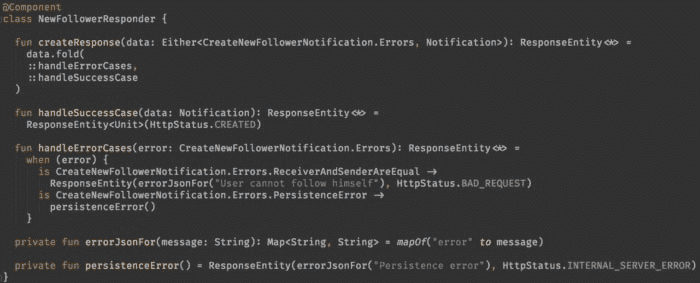 @Component
class NewFollowerResponder {
fun createResponse(data: Either<CreateNewFollowerNotification.Errors, Notification>): ResponseEntity<*> =
data.fold(
::handleErrorCases,
::handleSuccessCase
)
fun handleSuccessCase(data: Notification): ResponseEntity<*> =
ResponseEntity<Unit>(HttpStatus.CREATED)
fun handleErrorCases(error: CreateNewFollowerNotification.Errors): ResponseEntity<*> =
when (error) {
is CreateNewFollowerNotification.Errors.ReceiverAndSenderAreEqual ->
ResponseEntity(errorJsonFor("User cannot follow himself"), HttpStatus.BAD_REQUEST)
is CreateNewFollowerNotification.Errors.PersistenceError ->
persistenceError()
}
private fun errorJsonFor(message: String): Map<String, String> = mapOf("error" to message)
private fun persistenceError() = ResponseEntity(errorJsonFor("Persistence error"), HttpStatus.INTERNAL_SERVER_ERROR)
}